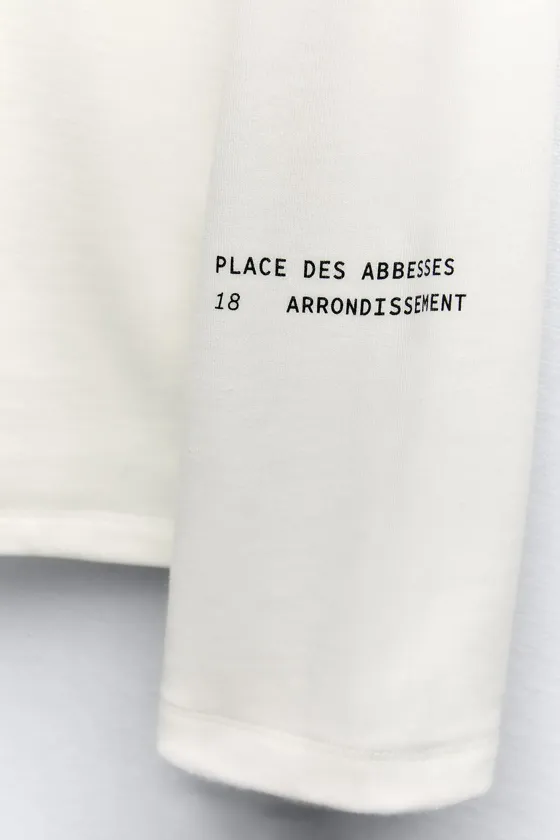 PLACE DES ABBESSES
18 ARRONDISSEMENT